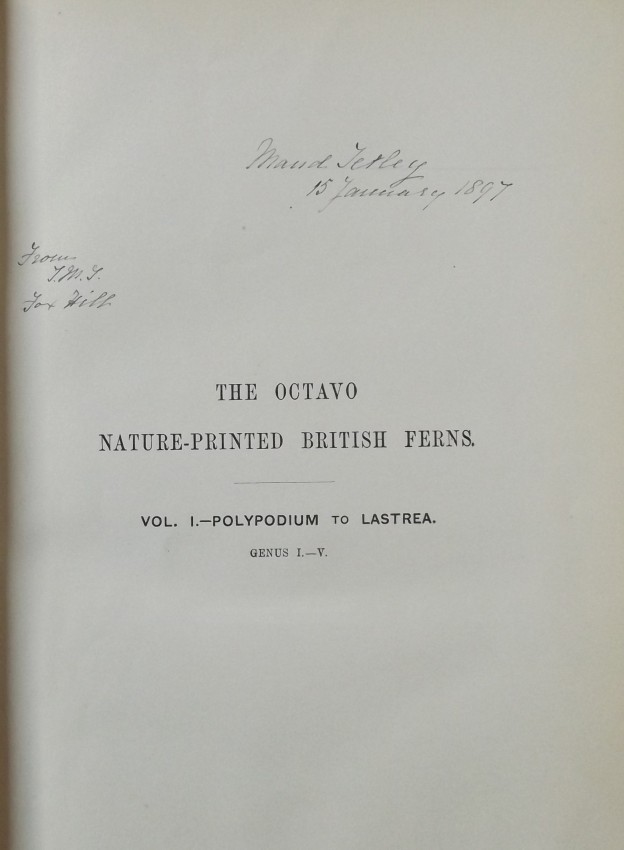 Maud Tetley
15 January 1897
From
T.M.T.
Fox Hill
THE OCTAVO
NATURE-PRINTED BRITISH FERNS.
VOL. I.—POLYPODIUM TO LASTREA.
GENUS I.—V.